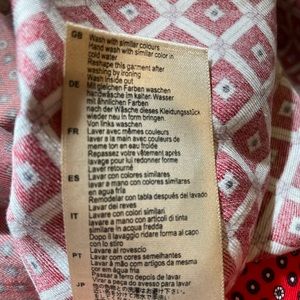 GB Wash with similar colours
Hand wash with similar color in
cold water
Reshape this garment after
washing by ironing
Wash inside out
DE Mit gleichen Farben waschen
Handwäsche im kalten Wasser
mit ähnlichen Farben
Nach der Wäsche dieses Kleidungsstück
wieder neu in form bringen.
Von links waschen
FR Laver avec mêmes couleurs
laver a la main avec couleurs de
meme ton en eau froide
Repassez votre vêtement après
lavage pour lui redonner forme
Laver retourné
ES Lavar con colores similares
lavar a mano con colores similares
en agua fria
Remodelar con tabla después del lavado
Lavar del reves
IT Lavare con colori similari
lavare a mano con articoli di tinta
similare in acqua fredda
Dopo il lavaggio ridare forma al capo
con lo stiro
Lavare al rovescio
PT Lavar com cores semelhantes
lavar à mão com cores da mesma
cor em água fria
Passar a ferro depois de lavar
Lavar a peça do avesso para lavar
JP